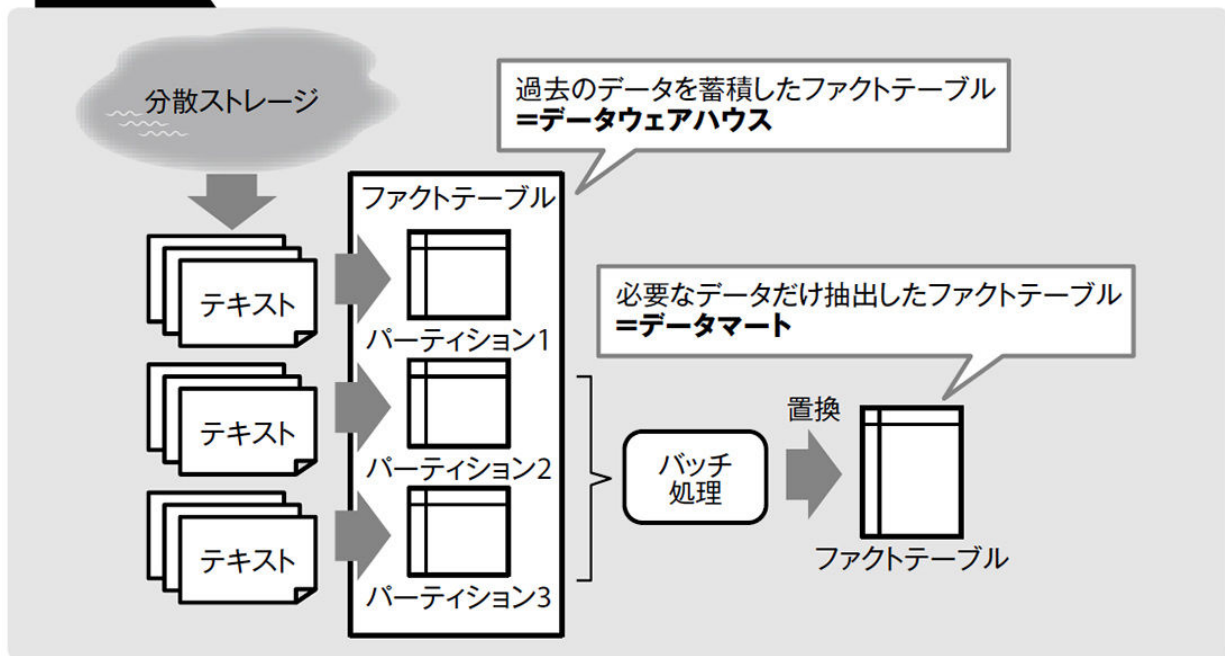 分散ストレージ
過去のデータを蓄積したファクトテーブル
=データウェアハウス
ファクトテーブル
テキスト
パーティション1
必要なデータだけ抽出したファクトテーブル
=データマート
テキスト
パーティション2
テキスト
パーティション3
バッチ
処理
置換
ファクトテーブル